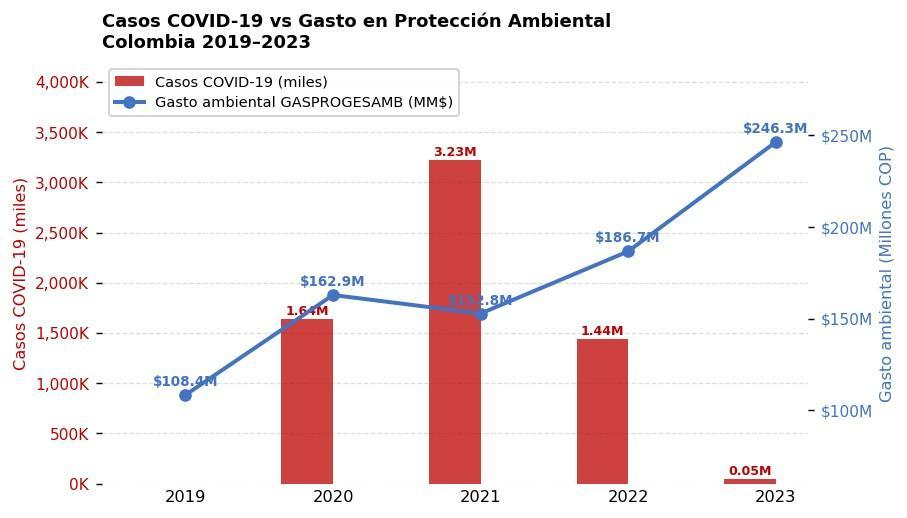 Casos COVID-19 vs Gasto en Protección Ambiental
Colombia 2019–2023
Casos COVID-19 (miles)
Gasto ambiental GASPROGESAMB (MM$)
4,000K
3,500K
3,000K
2,500K
2,000K
1,500K
1,000K
500K
0K
Casos COVID-19 (miles)
$108.4M
$162.9M
1.64M
3.23M
$152.8M
$186.7M
1.44M
$246.3M
0.05M
$250M
$200M
$150M
$100M
Gasto ambiental (Millones COP)
2019
2020
2021
2022
2023